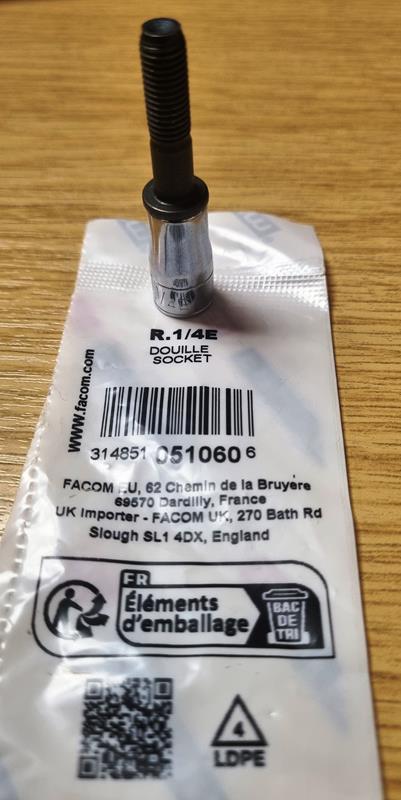 R.1/4E
DOUILLE
SOCKET
www.facom.com
314851 051060 6
FACOM EU, 62 Chemin de la Bruyère
69570 Dardilly, France
UK Importer - FACOM UK, 270 Bath Rd
Slough SL1 4DX, England
FR
Éléments
d'emballage
BAC
DE
TRI
4
LDPE